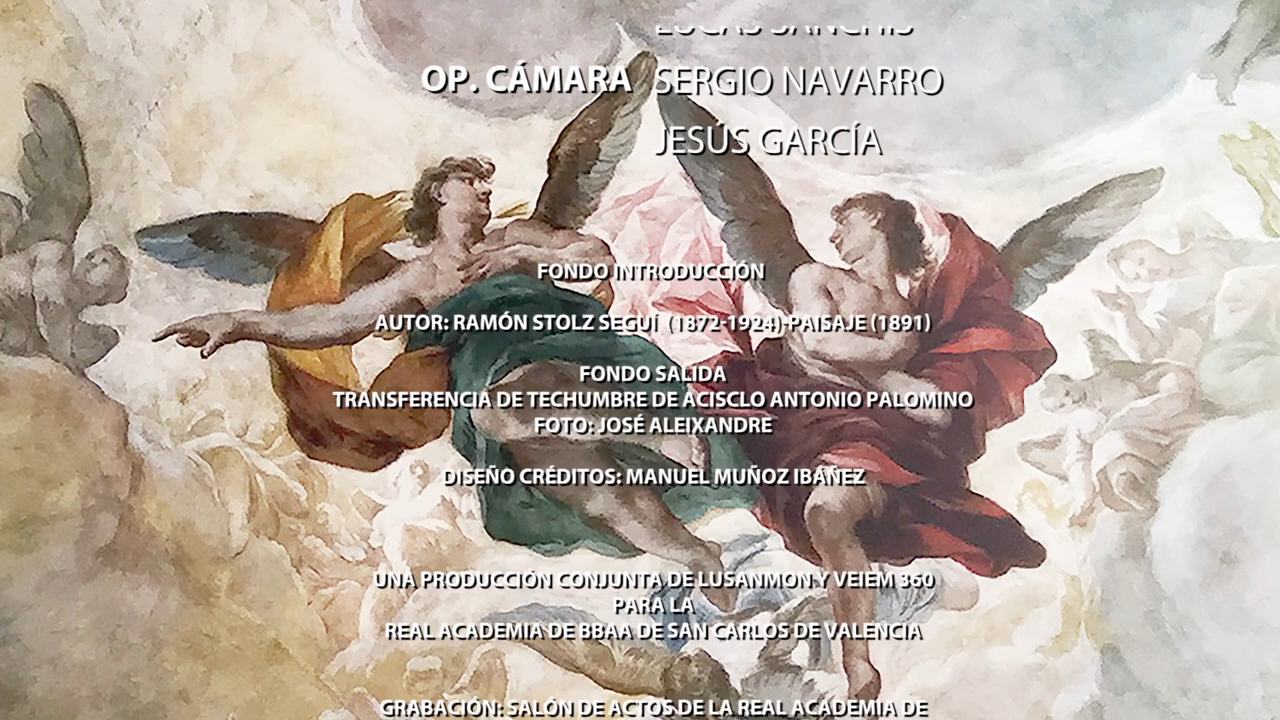 LUCAS SANCHIS
OP. CÁMARA SERGIO NAVARRO
JESÚS GARCÍA
FONDO INTRODUCCIÓN
AUTOR: RAMÓN STOLZ SEGUÍ (1872-1924)-PAISAJE (1891)
FONDO SALIDA
TRANSFERENCIA DE TECHUMBRE DE ACISCLO ANTONIO PALOMINO
FOTO: JOSÉ ALEIXANDRE
DISEÑO CRÉDITOS: MANUEL MUÑOZ IBÁÑEZ
UNA PRODUCCIÓN CONJUNTA DE LUSANMON Y VEIEM 360
PARA LA
REAL ACADEMIA DE BBAA DE SAN CARLOS DE VALENCIA
GRABACIÓN: SALÓN DE ACTOS DE LA REAL ACADEMIA DE